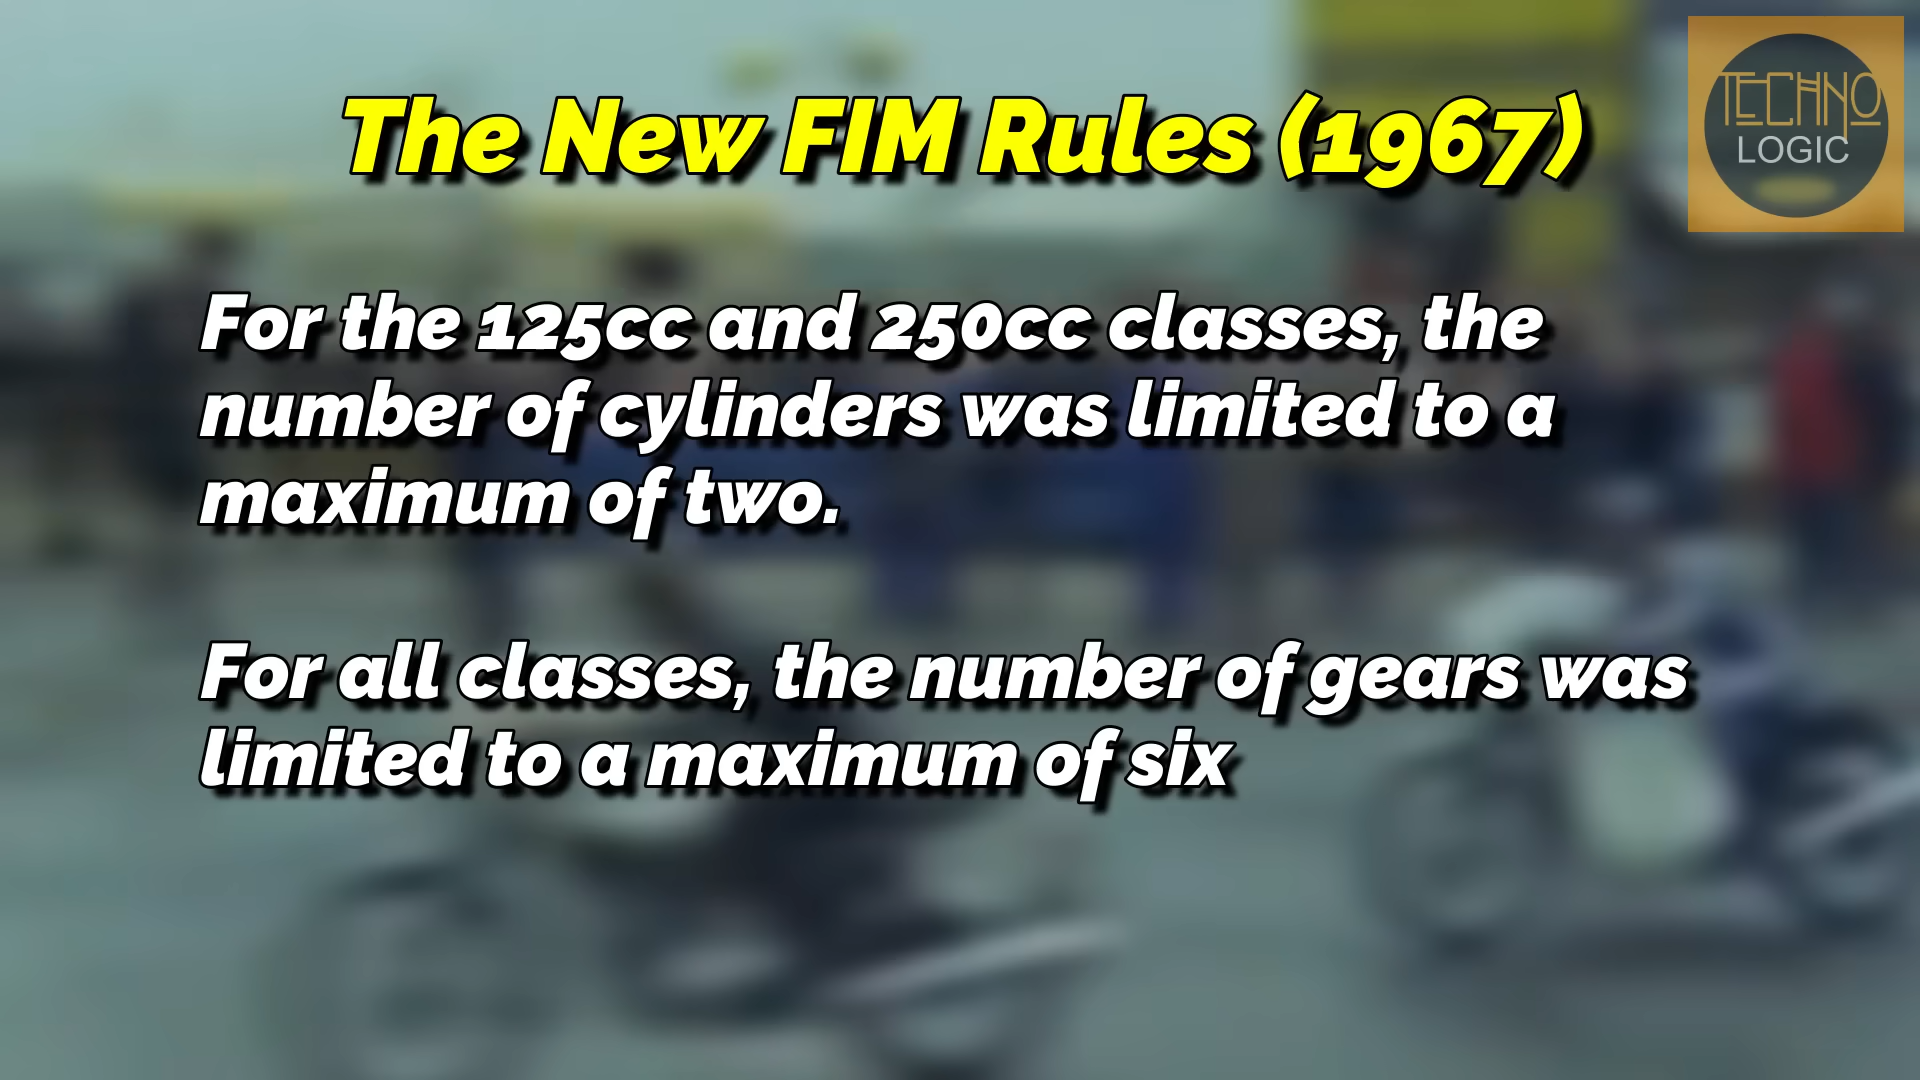 The New FIM Rules (1967)
TECHNO
LOGIC
For the 125cc and 250cc classes, the
number of cylinders was limited to a
maximum of two.
For all classes, the number of gears was
limited to a maximum of six